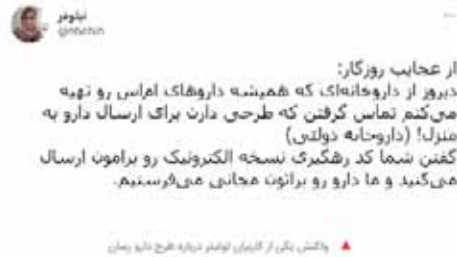 نیلوفر
از عجایب روزگار:
دیروز از داروخانه‌ای که همیشه داروهای ام‌اس رو تهیه
می‌کنم تماس گرفتن که طرحی دارن برای ارسال دارو به
منزل! (داروخانه دولتی)
گفتن شما کد رهگیری نسخه الکترونیک رو برامون ارسال
می‌کنید و ما دارو رو براتون مجانی می‌فرستیم.
واکنش یکی از کاربران توئیتر درباره طرح دارو رسان